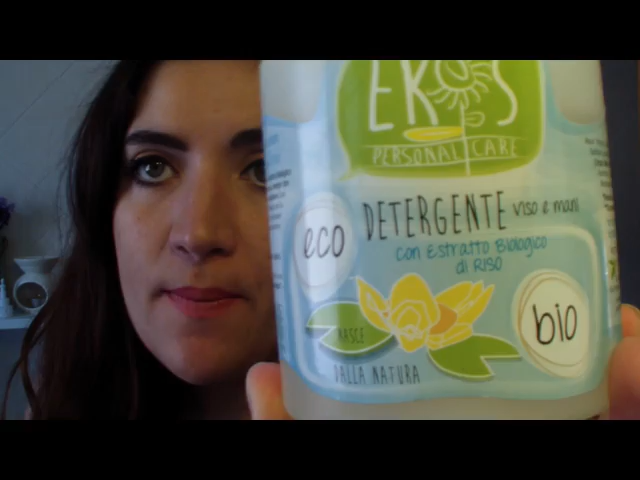 EKOS
PERSONAL CARE
DETERGENTE viso e mani
con Estratto Biologico
di RISO
eco
bio
NASCE
DALLA NATURA